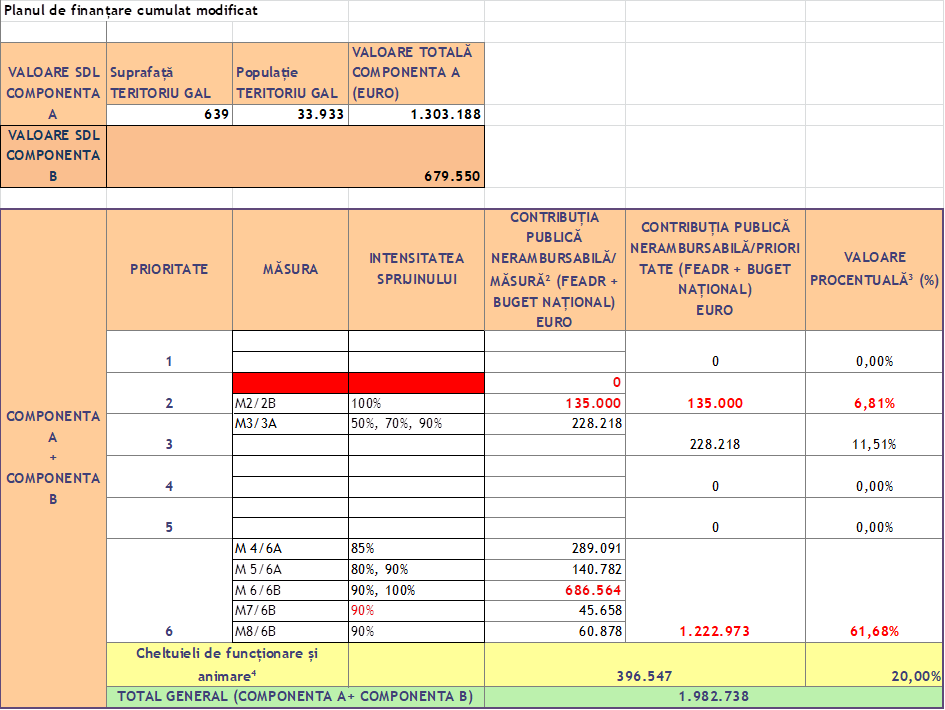 Planul de finanțare cumulat modificat
VALOARE SDL
COMPONENTA
A
Suprafață
TERITORIU GAL
Populație
TERITORIU GAL
VALOARE TOTALĂ
COMPONENTA A
(EURO)
639
33.933
1.303.188
VALOARE SDL
COMPONENTA
B
679.550
COMPONENTA
A
+
COMPONENTA
B
PRIORITATE
MĂSURA
INTENSITATEA
SPRIJINULUI
CONTRIBUȚIA
PUBLICĂ
NERAMBURSABILĂ/
MĂSURĂ² (FEADR +
BUGET NAȚIONAL)
EURO
CONTRIBUȚIA PUBLICĂ
NERAMBURSABILĂ/PRIORI
TATE (FEADR + BUGET
NAȚIONAL)
EURO
VALOARE
PROCENTUALĂ³ (%)
1 0 0,00%
0
2 M2/2B 100% 135.000 135.000 6,81%
M3/3A 50%, 70%, 90% 228.218
3 228.218 11,51%
4 0 0,00%
5 0 0,00%
M 4/6A 85% 289.091
M 5/6A 80%, 90% 140.782
M 6/6B 90%, 100% 686.564
M7/6B 90% 45.658
6 M8/6B 90% 60.878 1.222.973 61,68%
Cheltuieli de funcționare și
animare⁴ 396.547 20,00%
TOTAL GENERAL (COMPONENTA A+ COMPONENTA B) 1.982.738